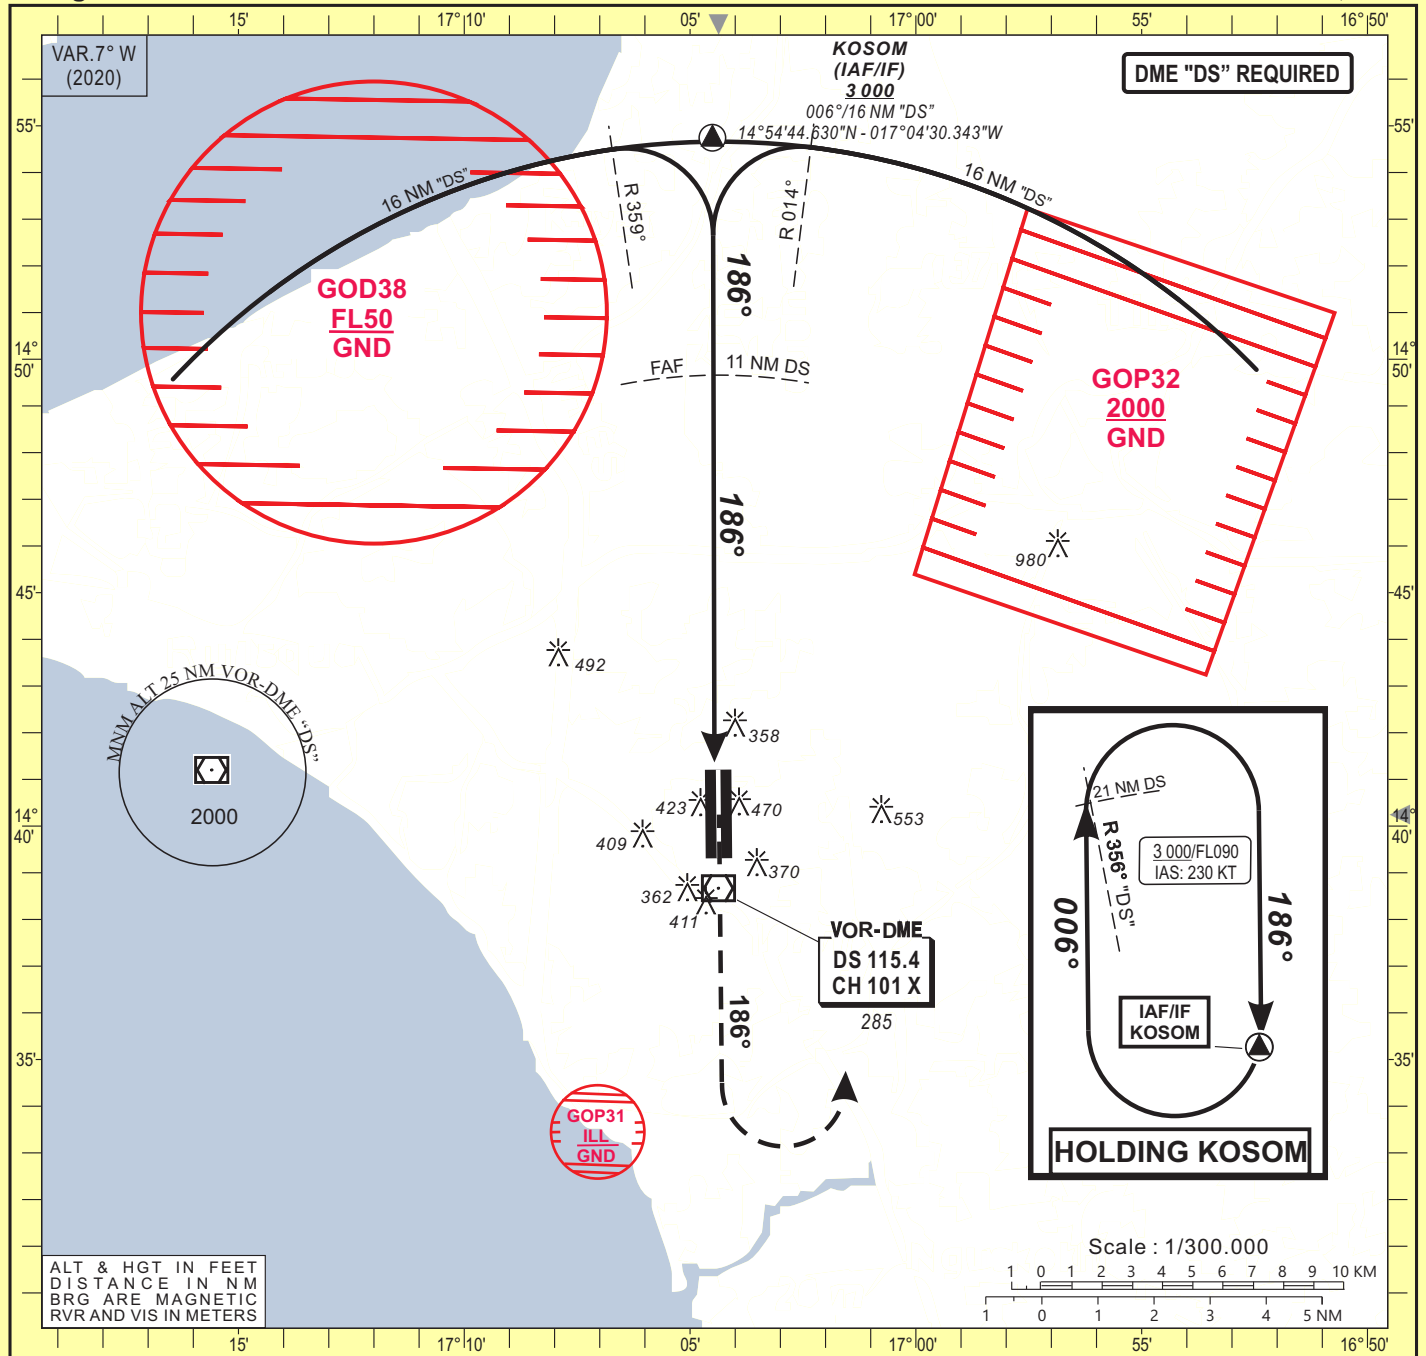 15'
17°10'
05'
17°00'
55'
16°50'
VAR.7° W
(2020)
KOSOM
(IAF/IF)
3 000
006°/16 NM "DS"
14°54'44.630"N - 017°04'30.343"W
DME "DS" REQUIRED
55'
55'
16 NM "DS"
16 NM "DS"
R 359°
R 014°
186°
GOD38
FL50
GND
FAF
11 NM DS
14°
50'
14°
50'
GOP32
2000
GND
186°
980
45'
45'
492
MNM ALT 25 NM VOR-DME "DS"
2000
358
423
470
409
553
370
362
411
14°
40'
14°
40'
VOR-DME
DS 115.4
CH 101 X
285
186°
21 NM DS
R 356° "DS"
3 000/FL090
IAS: 230 KT
006°
186°
IAF/IF
KOSOM
HOLDING KOSOM
35'
35'
GOP31
ILL
GND
ALT & HGT IN FEET
DISTANCE IN NM
BRG ARE MAGNETIC
RVR AND VIS IN METERS
Scale : 1/300.000
1 0 1 2 3 4 5 6 7 8 9 10 KM
1 0 1 2 3 4 5 NM
15'
17°10'
05'
17°00'
55'
16°50'